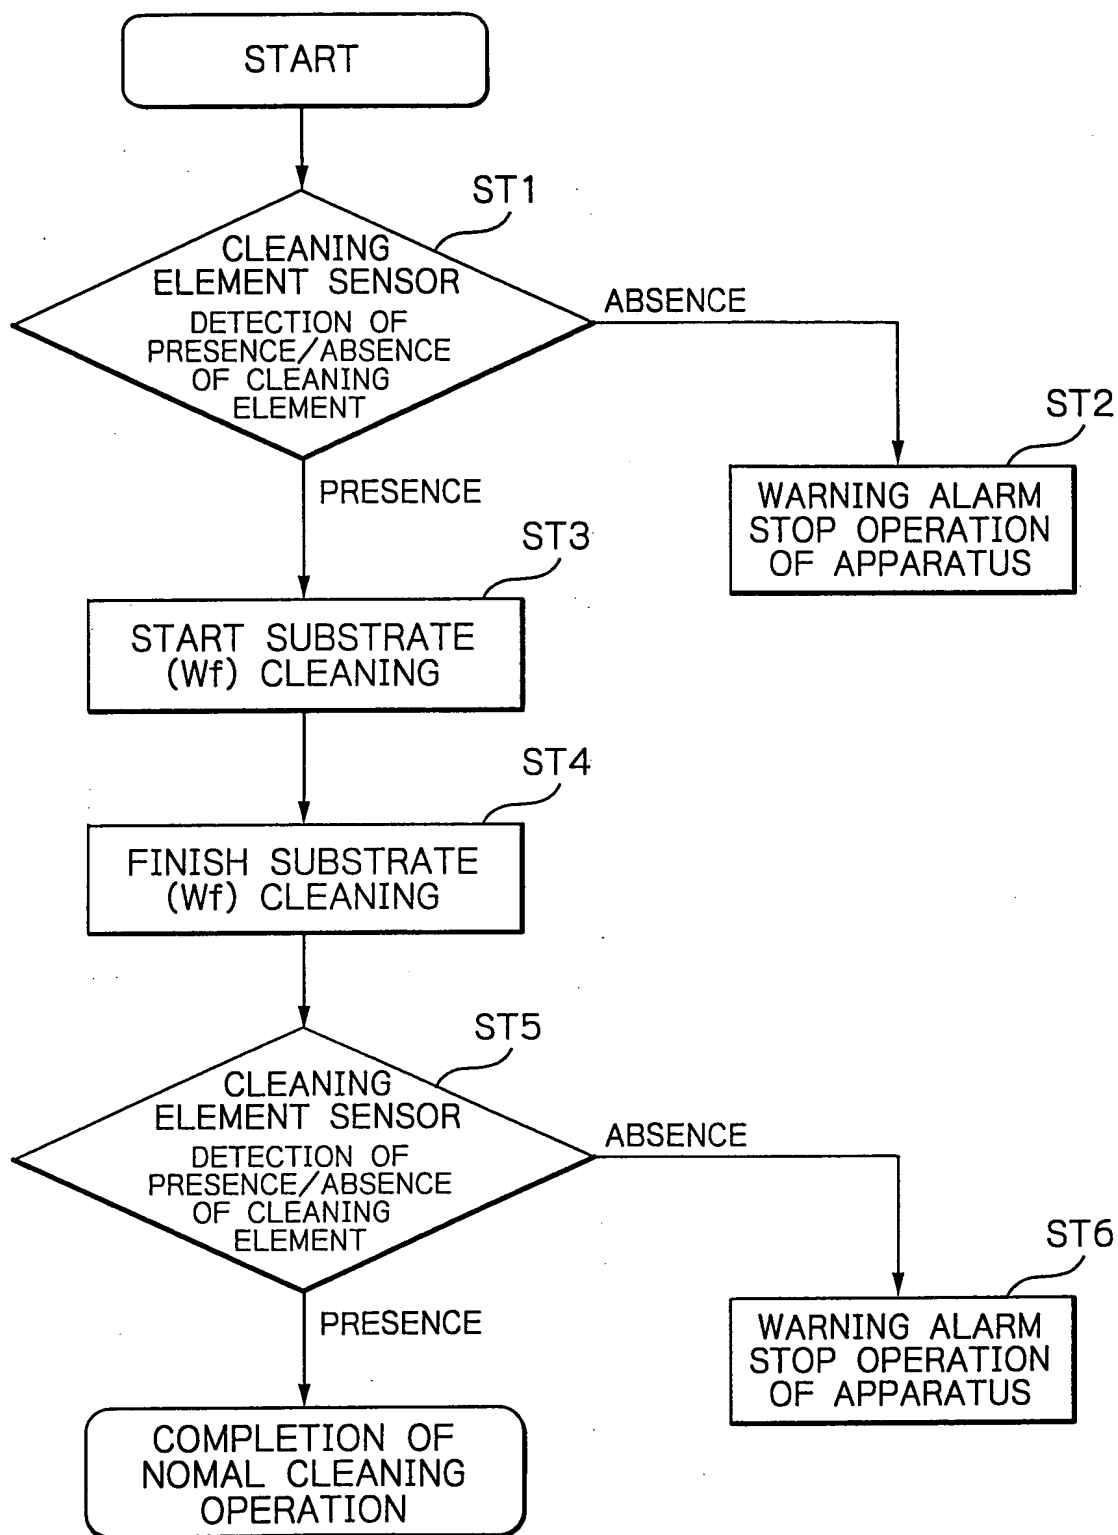 START
ST1
CLEANING
ELEMENT SENSOR
DETECTION OF
PRESENCE/ABSENCE
OF CLEANING
ELEMENT
ABSENCE
PRESENCE
ST2
WARNING ALARM
STOP OPERATION
OF APPARATUS
ST3
START SUBSTRATE
(Wf) CLEANING
ST4
FINISH SUBSTRATE
(Wf) CLEANING
ST5
CLEANING
ELEMENT SENSOR
DETECTION OF
PRESENCE/ABSENCE
OF CLEANING
ELEMENT
ABSENCE
PRESENCE
ST6
WARNING ALARM
STOP OPERATION
OF APPARATUS
COMPLETION OF
NOMAL CLEANING
OPERATION